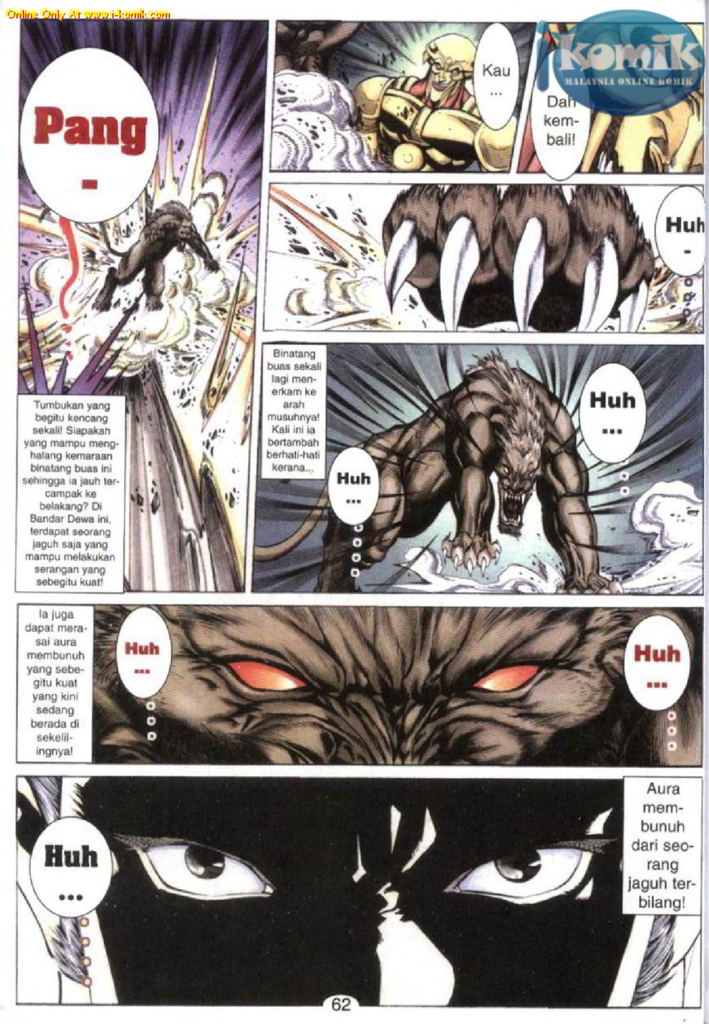 Online Only At www.i-komik.com
Pang
-
Kau
...
Dah
kem-
bali!
ikomik
MALAYSIA ONLINE KOMIK
Huh
-
Tumbukan yang
begitu kencang
sekali! Siapakah
yang mampu meng-
halang kemaraan
binatang buas ini
sehingga ia jauh ter-
campak ke
belakang? Di
Bandar Dewa ini,
terdapat seorang
jaguh saja yang
mampu melakukan
serangan yang
sebegitu kuat!
Binatang
buas sekali
lagi men-
erkam ke
arah
musuhnya!
Kali ini ia
bertambah
berhati-hati
kerana...
Huh
...
Huh
...
Ia juga
dapat mera-
sai aura
membunuh
yang sebe-
gitu kuat
yang kini
sedang
berada di
sekelil-
ingnya!
Huh
...
Huh
...
Huh
...
Aura
mem-
bunuh
dari seo-
rang
jaguh ter-
bilang!
62